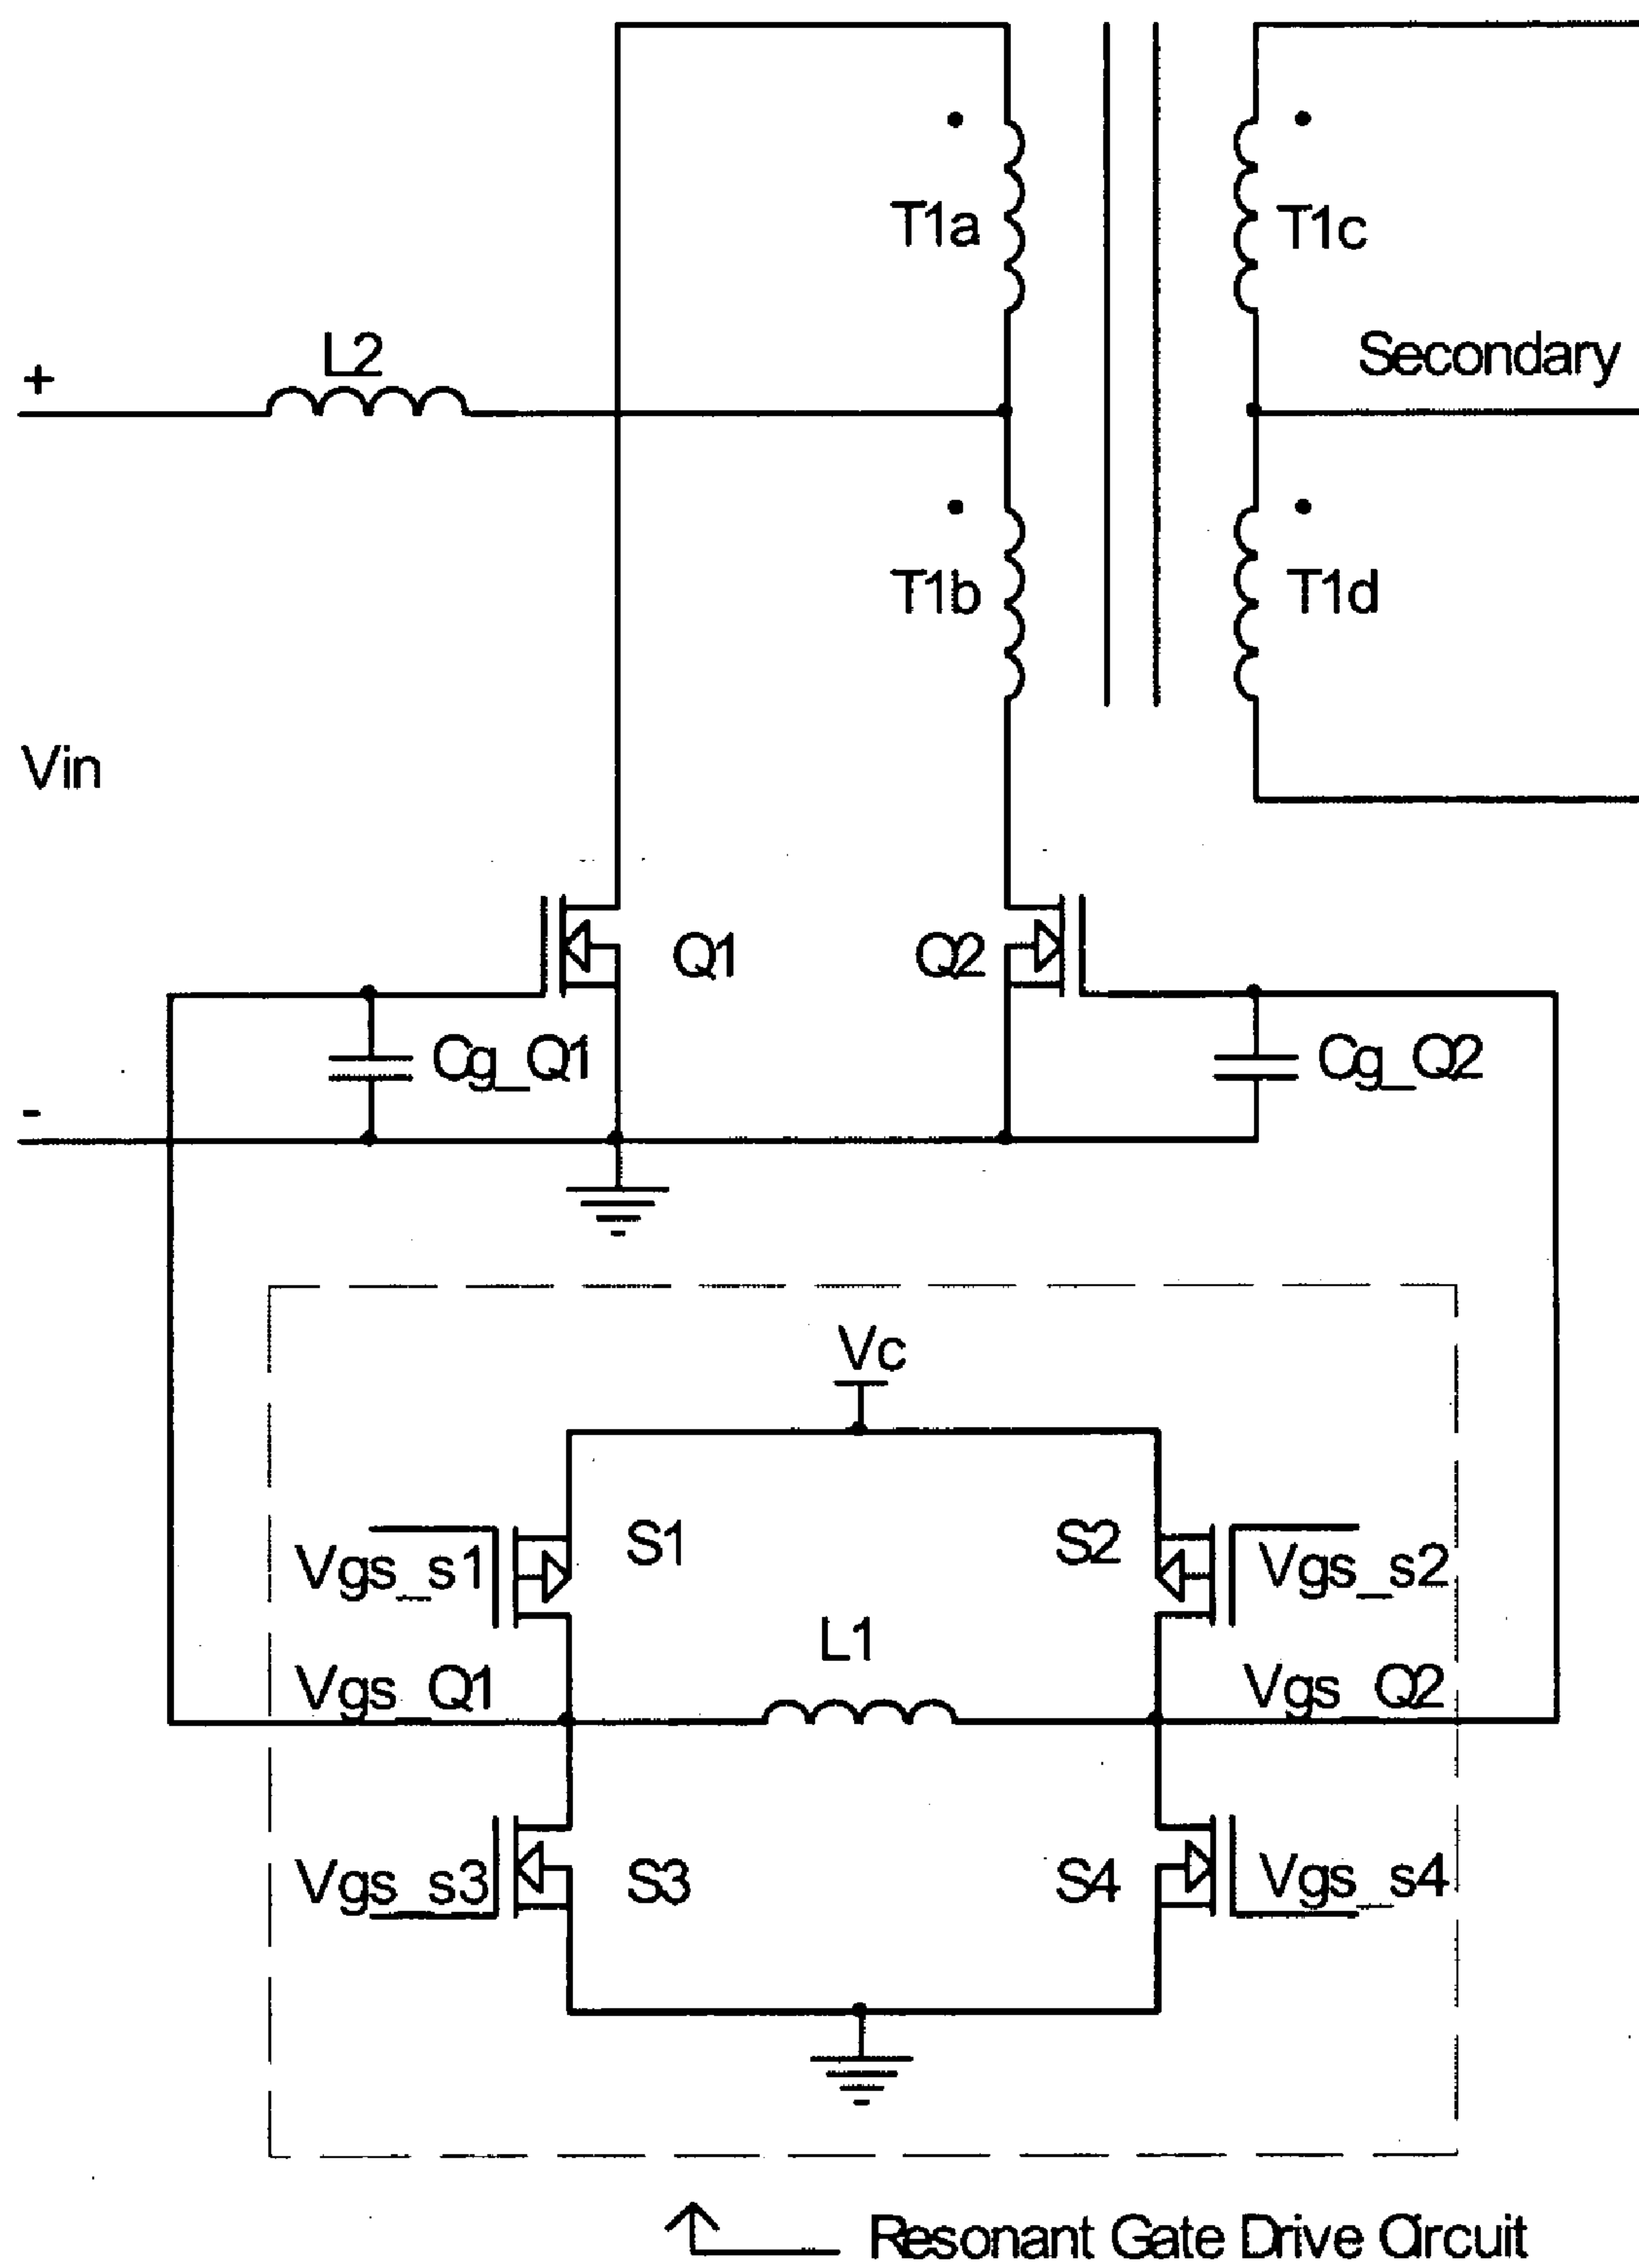 T1a
T1c
+
L2
Secondary
T1b
T1d
Vin
Q1
Q2
Cg_Q1
Cg_Q2
-
Vc
S1
S2
Vgs_s1
Vgs_s2
L1
Vgs_Q1
Vgs_Q2
Vgs_s3
S3
S4
Vgs_s4
Resonant Gate Drive Circuit